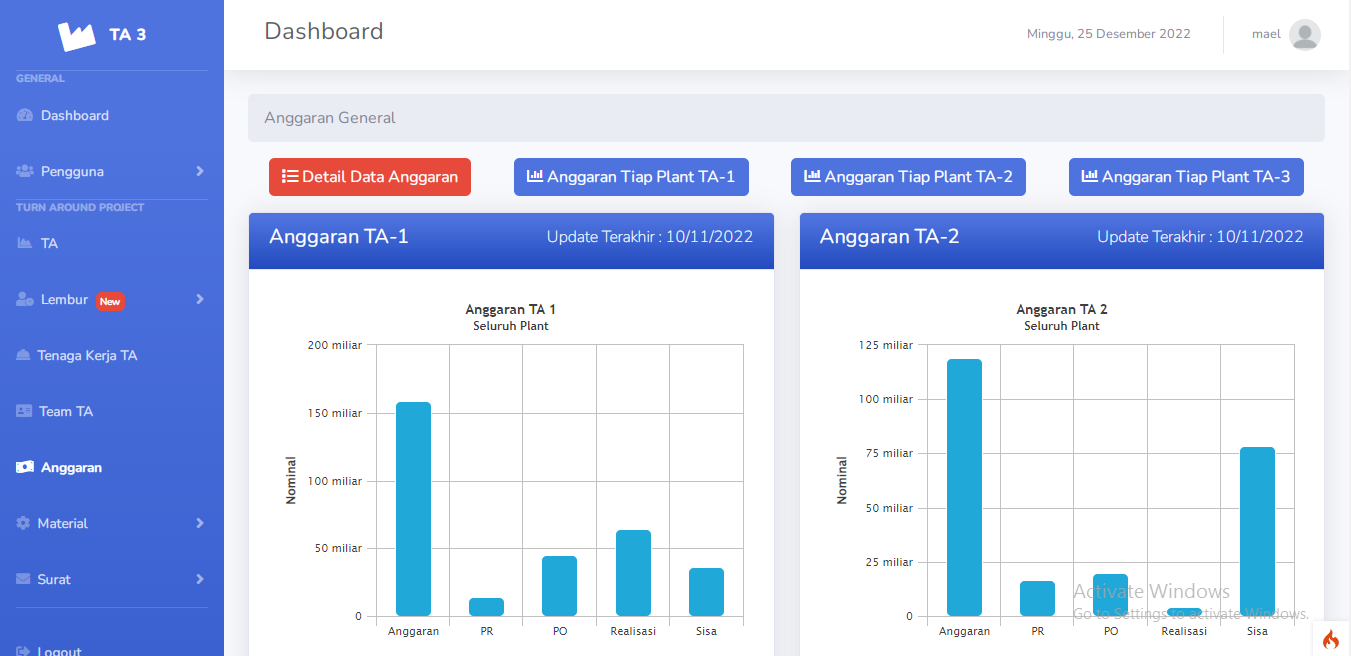 TA 3
GENERAL
Dashboard
Pengguna
TURN AROUND PROJECT
TA
Lembur New
Tenaga Kerja TA
Team TA
Anggaran
Material
Surat
Logout
Dashboard
Minggu, 25 Desember 2022
mael
Anggaran General
Detail Data Anggaran
Anggaran Tiap Plant TA-1
Anggaran Tiap Plant TA-2
Anggaran Tiap Plant TA-3
Anggaran TA-1
Update Terakhir : 10/11/2022
Anggaran TA 1
Seluruh Plant
200 miliar
150 miliar
100 miliar
50 miliar
0
Nominal
Anggaran PR PO Realisasi Sisa
Anggaran TA-2
Update Terakhir : 10/11/2022
Anggaran TA 2
Seluruh Plant
125 miliar
100 miliar
75 miliar
50 miliar
25 miliar
0
Nominal
Anggaran PR PO Realisasi Sisa
Activate Windows
Go to Settings to activate Windows.